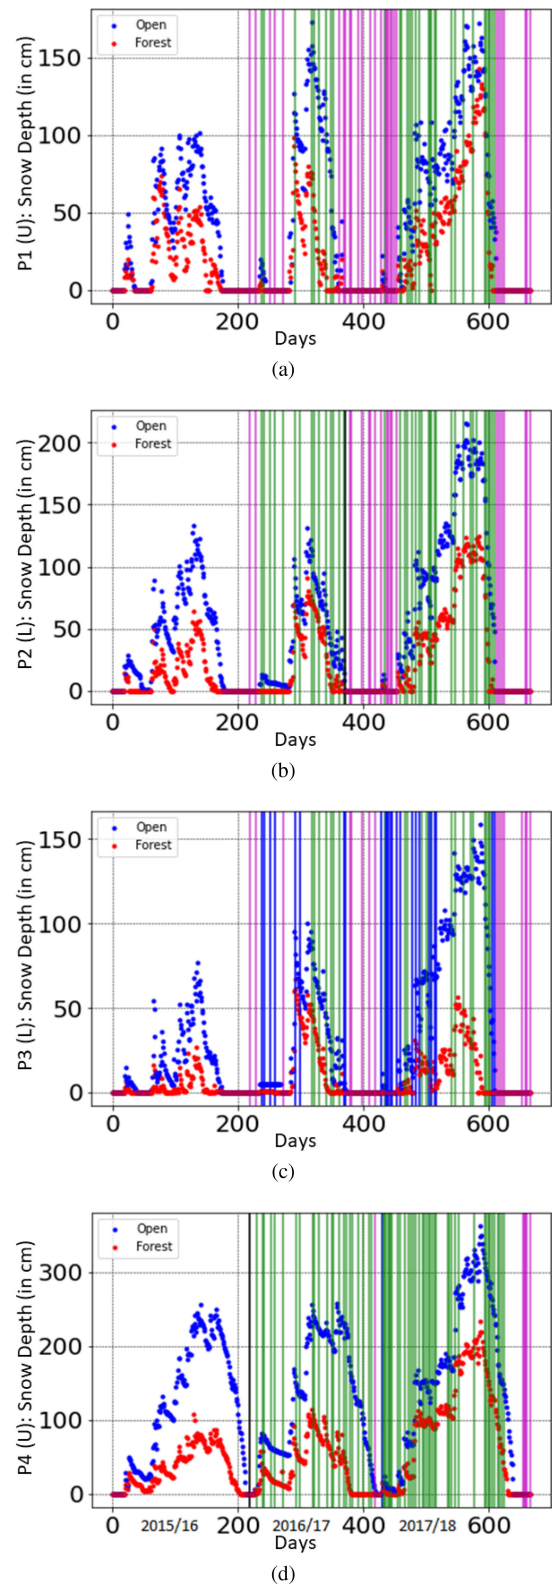 Open
Forest
P1 (U): Snow Depth (in cm)
150
100
50
0
0 200 400 600
Days
(a)
Open
Forest
P2 (L): Snow Depth (in cm)
200
150
100
50
0
0 200 400 600
Days
(b)
Open
Forest
P3 (L): Snow Depth (in cm)
150
100
50
0
0 200 400 600
Days
(c)
Open
Forest
P4 (U): Snow Depth (in cm)
300
200
100
0
0 2015/16 200 2016/17 400 2017/18 600
Days
(d)